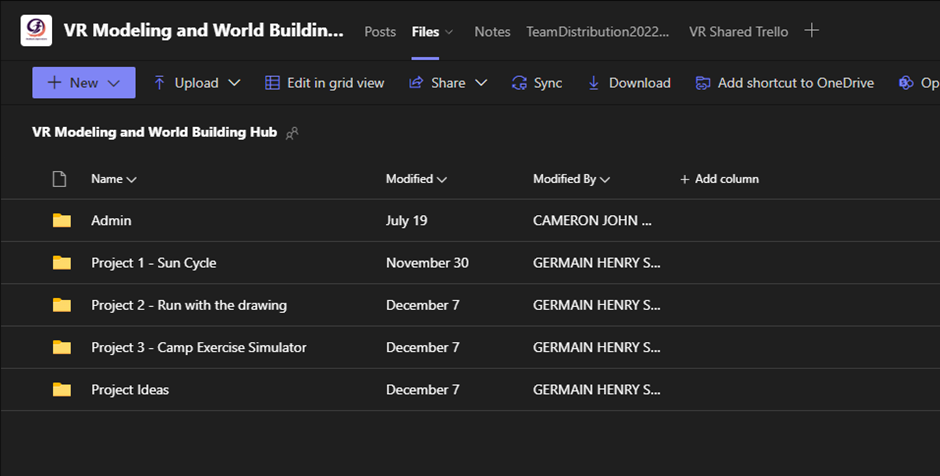 VR Modeling and World Buildin... Posts Files Notes TeamDistribution2022... VR Shared Trello
New Upload Edit in grid view Share Sync Download Add shortcut to OneDrive Op
VR Modeling and World Building Hub
Name Modified Modified By + Add column
Admin July 19 CAMERON JOHN ...
Project 1 - Sun Cycle November 30 GERMAIN HENRY S...
Project 2 - Run with the drawing December 7 GERMAIN HENRY S...
Project 3 - Camp Exercise Simulator December 7 GERMAIN HENRY S...
Project Ideas December 7 GERMAIN HENRY S...